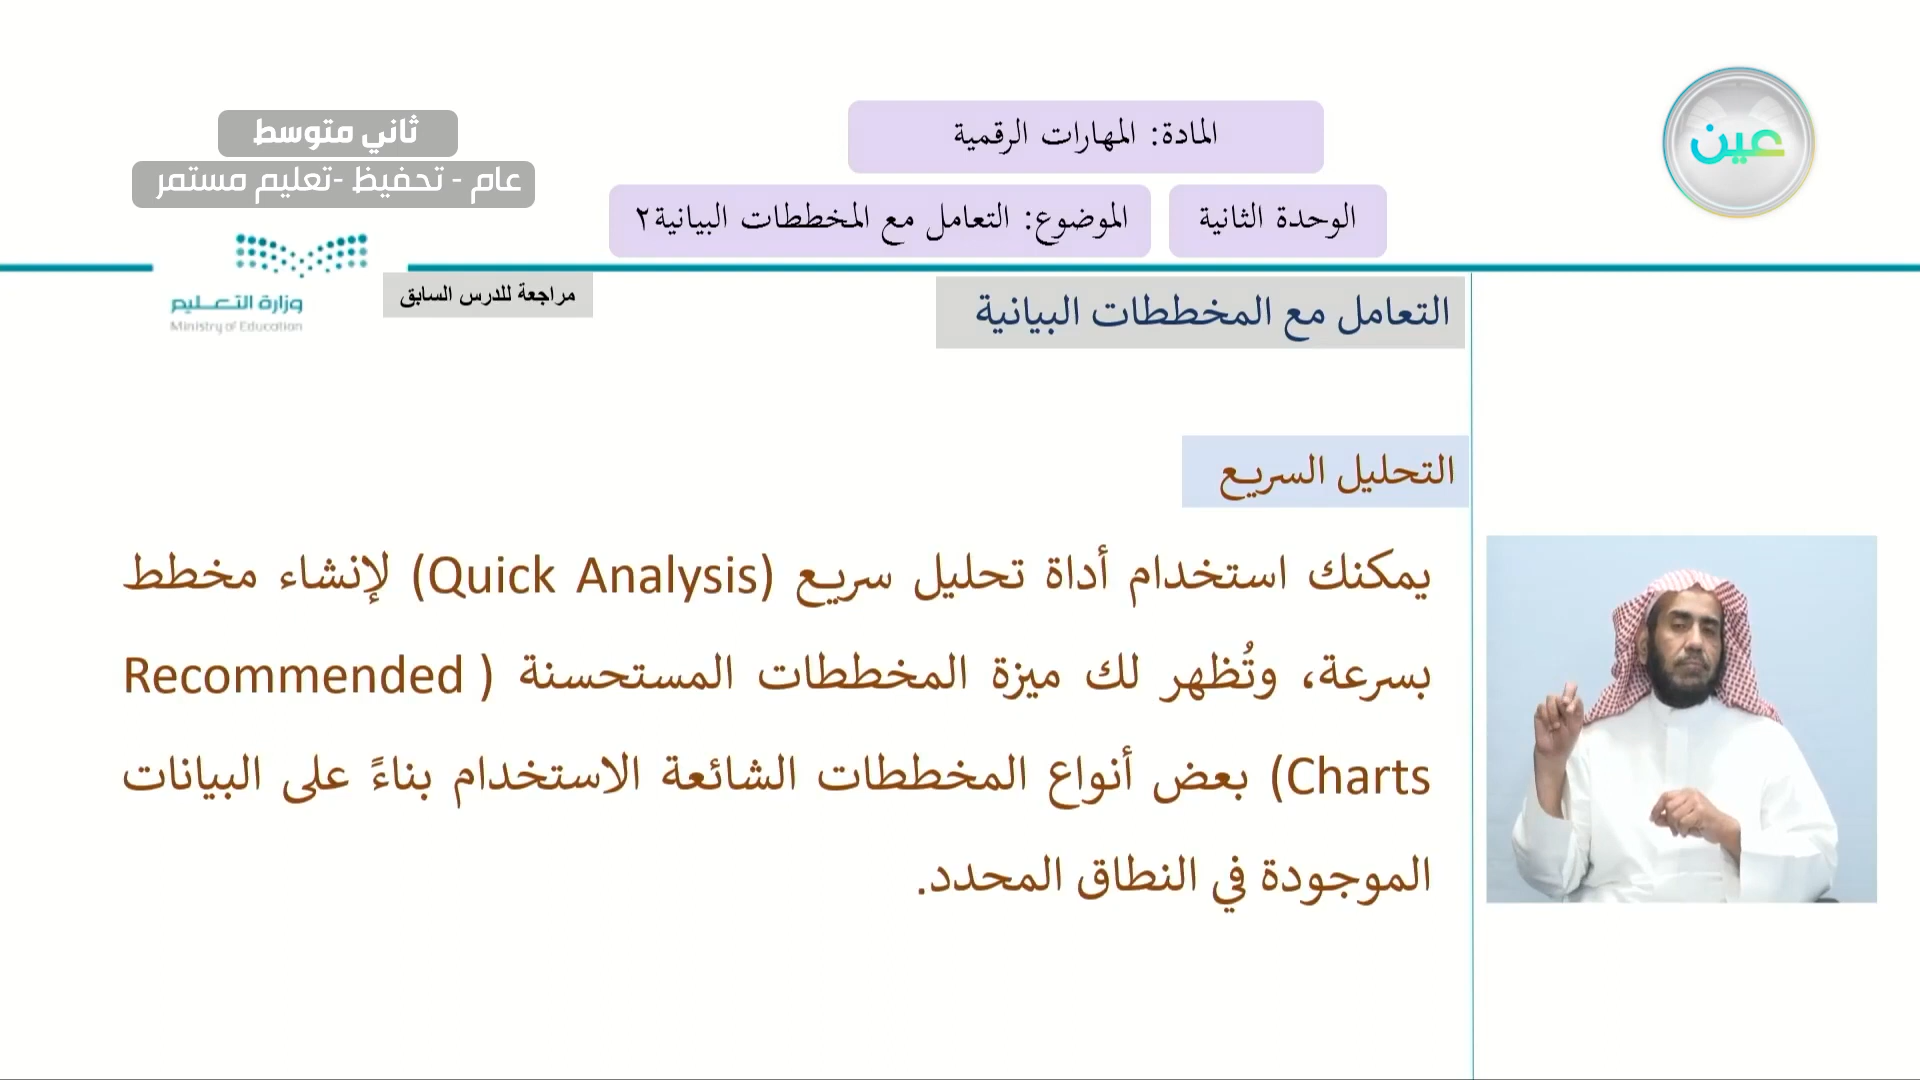 المادة: المهارات الرقمية
عين
ثاني متوسط
عام - تحفيظ -تعليم مستمر
الوحدة الثانية
الموضوع: التعامل مع المخططات البيانية٢
وزارة التعليم
Ministry of Education
مراجعة للدرس السابق
التعامل مع المخططات البيانية
التحليل السريع
يمكنك استخدام أداة تحليل سريع (Quick Analysis) لإنشاء مخطط
بسرعة، وتُظهر لك ميزة المخططات المستحسنة (Recommended
Charts) بعض أنواع المخططات الشائعة الاستخدام بناءً على البيانات
الموجودة في النطاق المحدد.